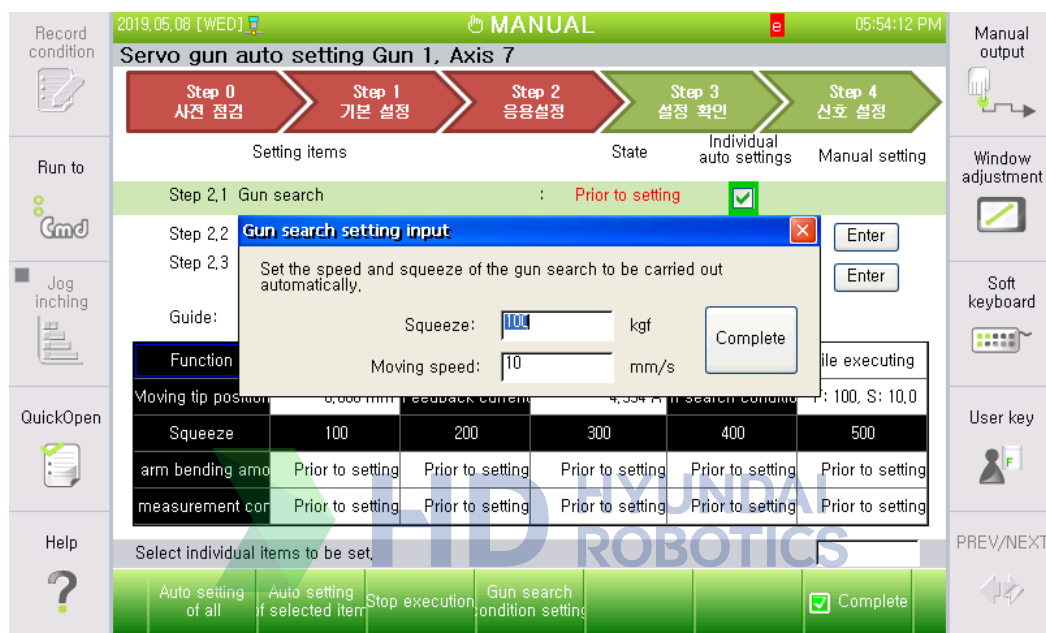 Record
condition
2019,05,08 [WED]
MANUAL
e
05:54:12 PM
Manual
output
Servo gun auto setting Gun 1, Axis 7
Step 0
사전 점검
Step 1
기본 설정
Step 2
응용설정
Step 3
설정 확인
Step 4
신호 설정
Setting items
State
Individual
auto settings
Manual setting
Run to
Cmd
Window
adjustment
Step 2,1 Gun search : Prior to setting
Step 2,2
Enter
Step 2,3
Enter
Gun search setting input
Set the speed and squeeze of the gun search to be carried out
automatically,
Squeeze: 100 kgf
Moving speed: 10 mm/s
Complete
Jog
inching
Soft
keyboard
Guide:
Function
ile executing
Moving tip position
F: 100, S: 10,0
Squeeze 100 200 300 400 500
arm bending amo Prior to setting Prior to setting Prior to setting Prior to setting Prior to setting
measurement cor Prior to setting Prior to setting Prior to setting Prior to setting Prior to setting
QuickOpen
User key
F
HD HYUNDAI
ROBOTICS
Help
?
Select individual items to be set,
PREV/NEXT
Auto setting
of all
Auto setting
of selected item
Stop execution
Gun search
condition setting
Complete